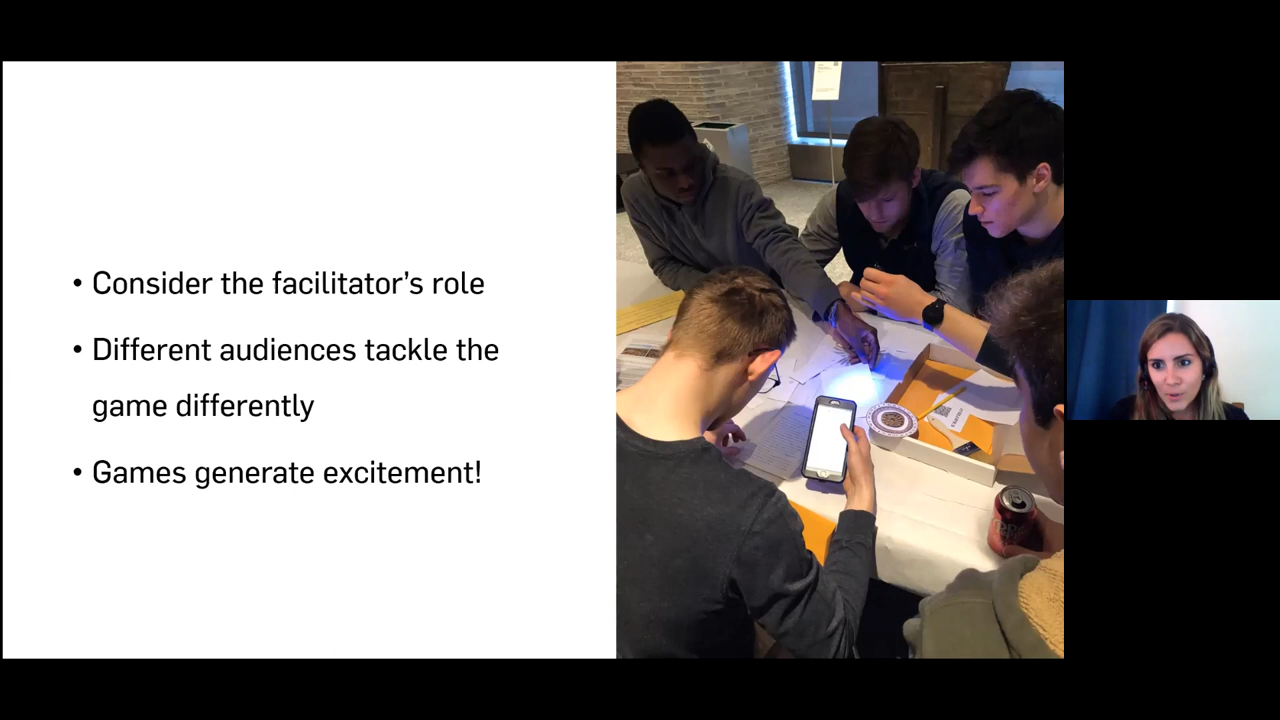 • Consider the facilitator's role
• Different audiences tackle the
game differently
• Games generate excitement!